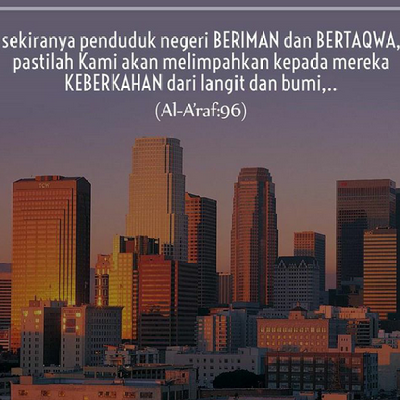 sekiranya penduduk negeri BERIMAN dan BERTAQWA,
pastilah Kami akan melimpahkan kepada mereka
KEBERKAHAN dari langit dan bumi,..
(Al-A'raf:96)